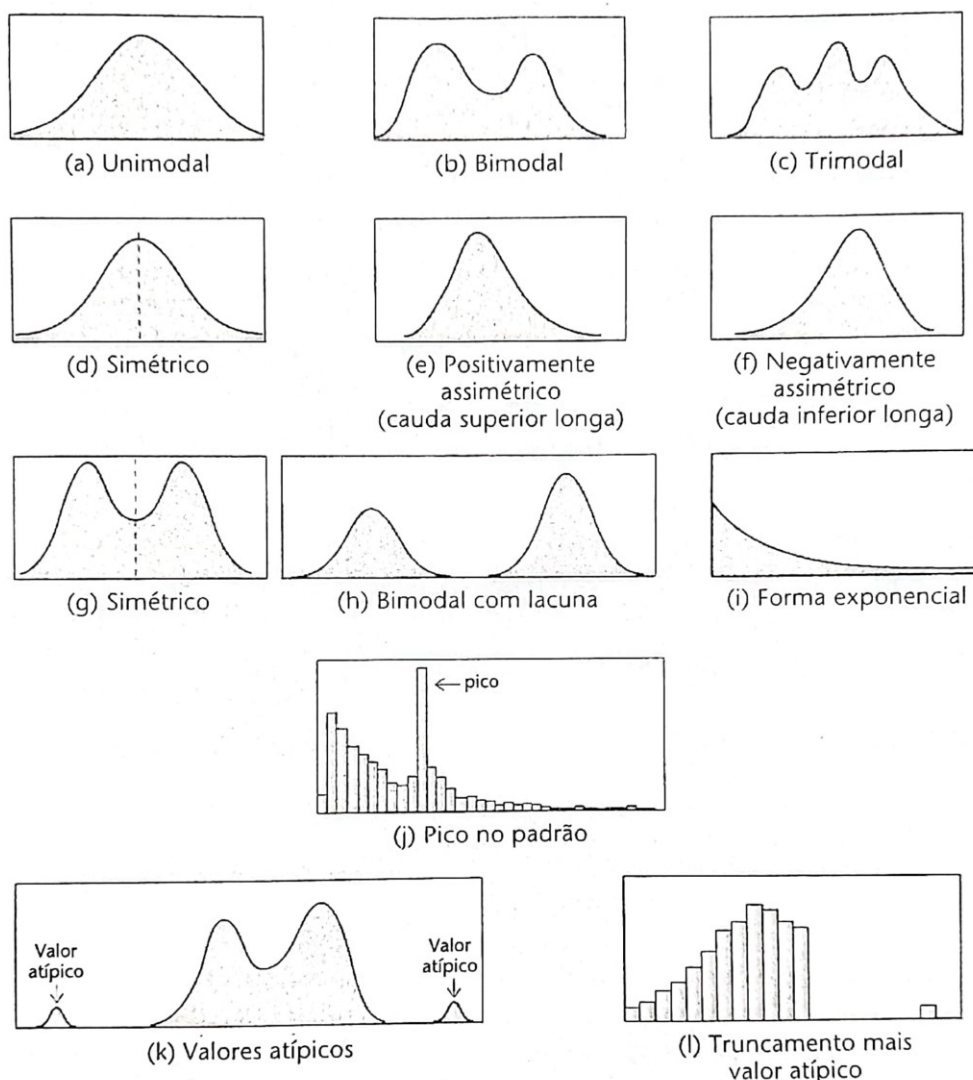 (a) Unimodal
(b) Bimodal
(c) Trimodal
(d) Simétrico
(e) Positivamente
assimétrico
(cauda superior longa)
(f) Negativamente
assimétrico
(cauda inferior longa)
(g) Simétrico
(h) Bimodal com lacuna
(i) Forma exponencial
pico
(j) Pico no padrão
Valor
atípico
Valor
atípico
(k) Valores atípicos
(l) Truncamento mais
valor atípico